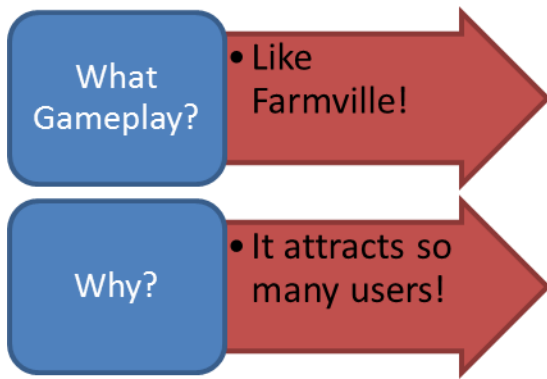 What
Gameplay?
• Like
Farmville!
Why?
• It attracts so
many users!